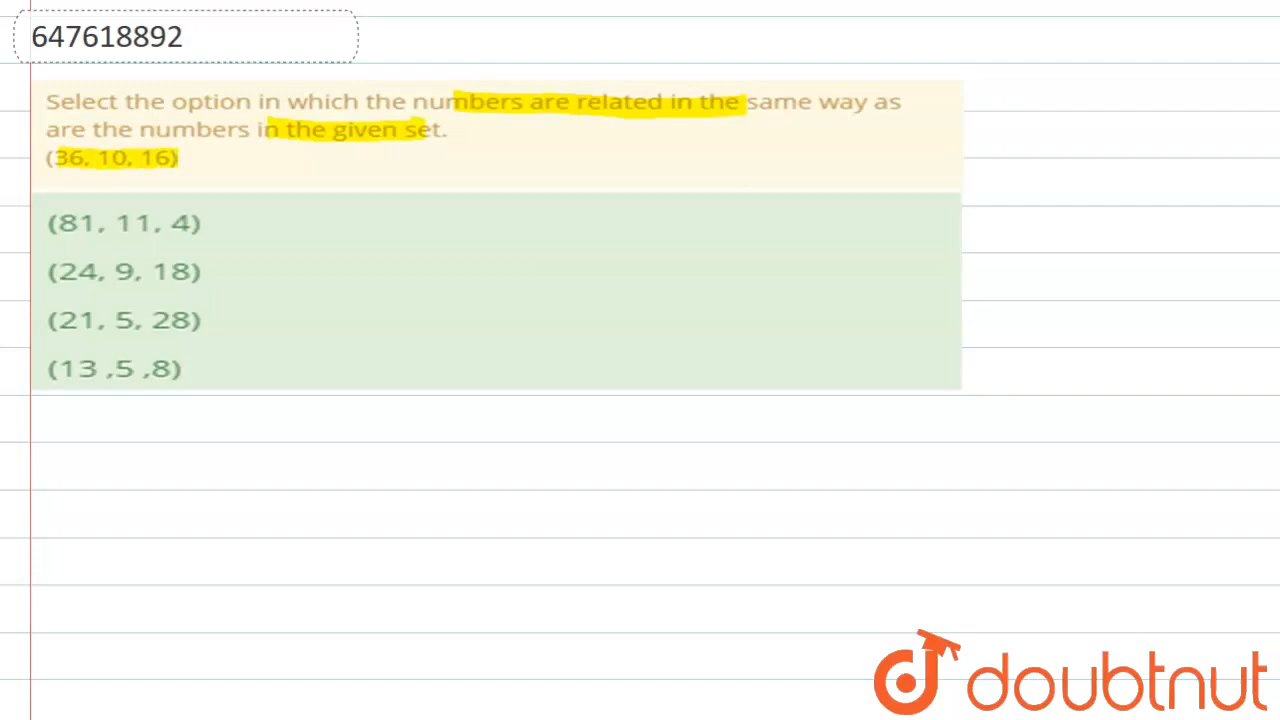 647618892
Select the option in which the numbers are related in the same way as
are the numbers in the given set.
(36, 10, 16)
(81, 11, 4)
(24, 9, 18)
(21, 5, 28)
(13 ,5 ,8)
doubtnut